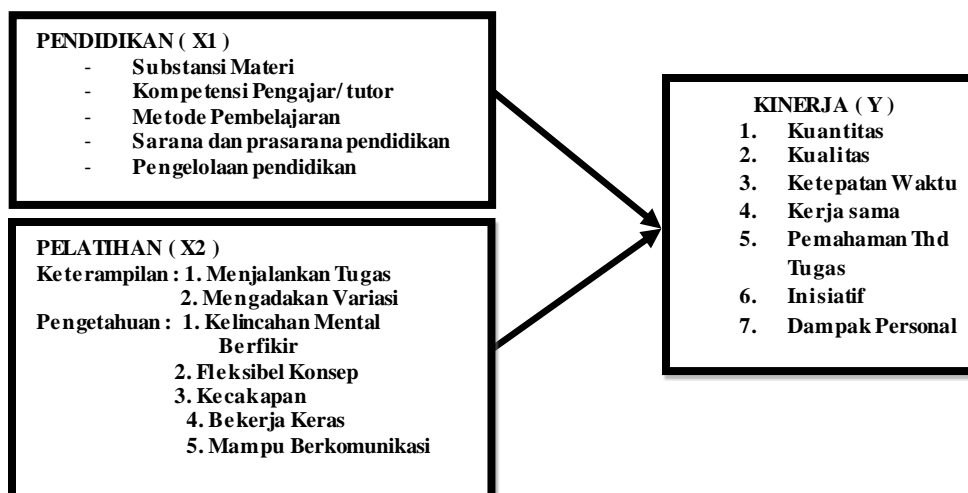 PENDIDIKAN ( X1 )
- Substansi Materi
- Kompetensi Pengajar/ tutor
- Metode Pembelajaran
- Sarana dan prasarana pendidikan
- Pengelolaan pendidikan
PELATIHAN ( X2 )
Keterampilan : 1. Menjalankan Tugas
2. Mengadakan Variasi
Pengetahuan : 1. Kelincahan Mental
Berfikir
2. Fleksibel Konsep
3. Kecakapan
4. Bekerja Keras
5. Mampu Berkomunikasi
KINERJA ( Y )
1. Kuantitas
2. Kualitas
3. Ketepatan Waktu
4. Kerja sama
5. Pemahaman Thd
Tugas
6. Inisiatif
7. Dampak Personal